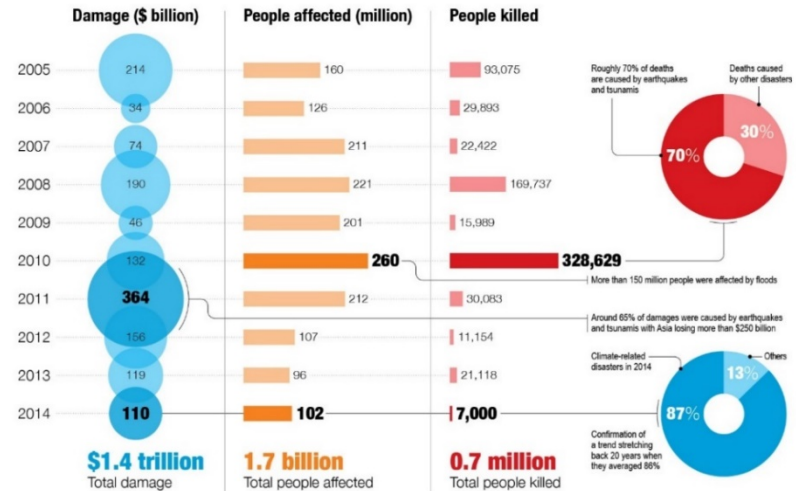 Damage ($ billion) People affected (million) People killed
2005 214 160 93,075
2006 34 126 29,893
2007 74 211 22,422
2008 190 221 169,737
2009 46 201 15,989
2010 132 260 328,629
2011 364 212 30,083
2012 156 107 11,154
2013 119 96 21,118
2014 110 102 7,000
$1.4 trillion 1.7 billion 0.7 million
Total damage Total people affected Total people killed
Roughly 70% of deaths
are caused by earthquakes
and tsunamis
Deaths caused
by other disasters
30%
70%
More than 150 million people were affected by floods
Around 65% of damages were caused by earthquakes
and tsunamis with Asia losing more than $250 billion
Climate-related
disasters in 2014
Others
13%
87%
Confirmation of
a trend stretching
back 20 years when
they averaged 86%